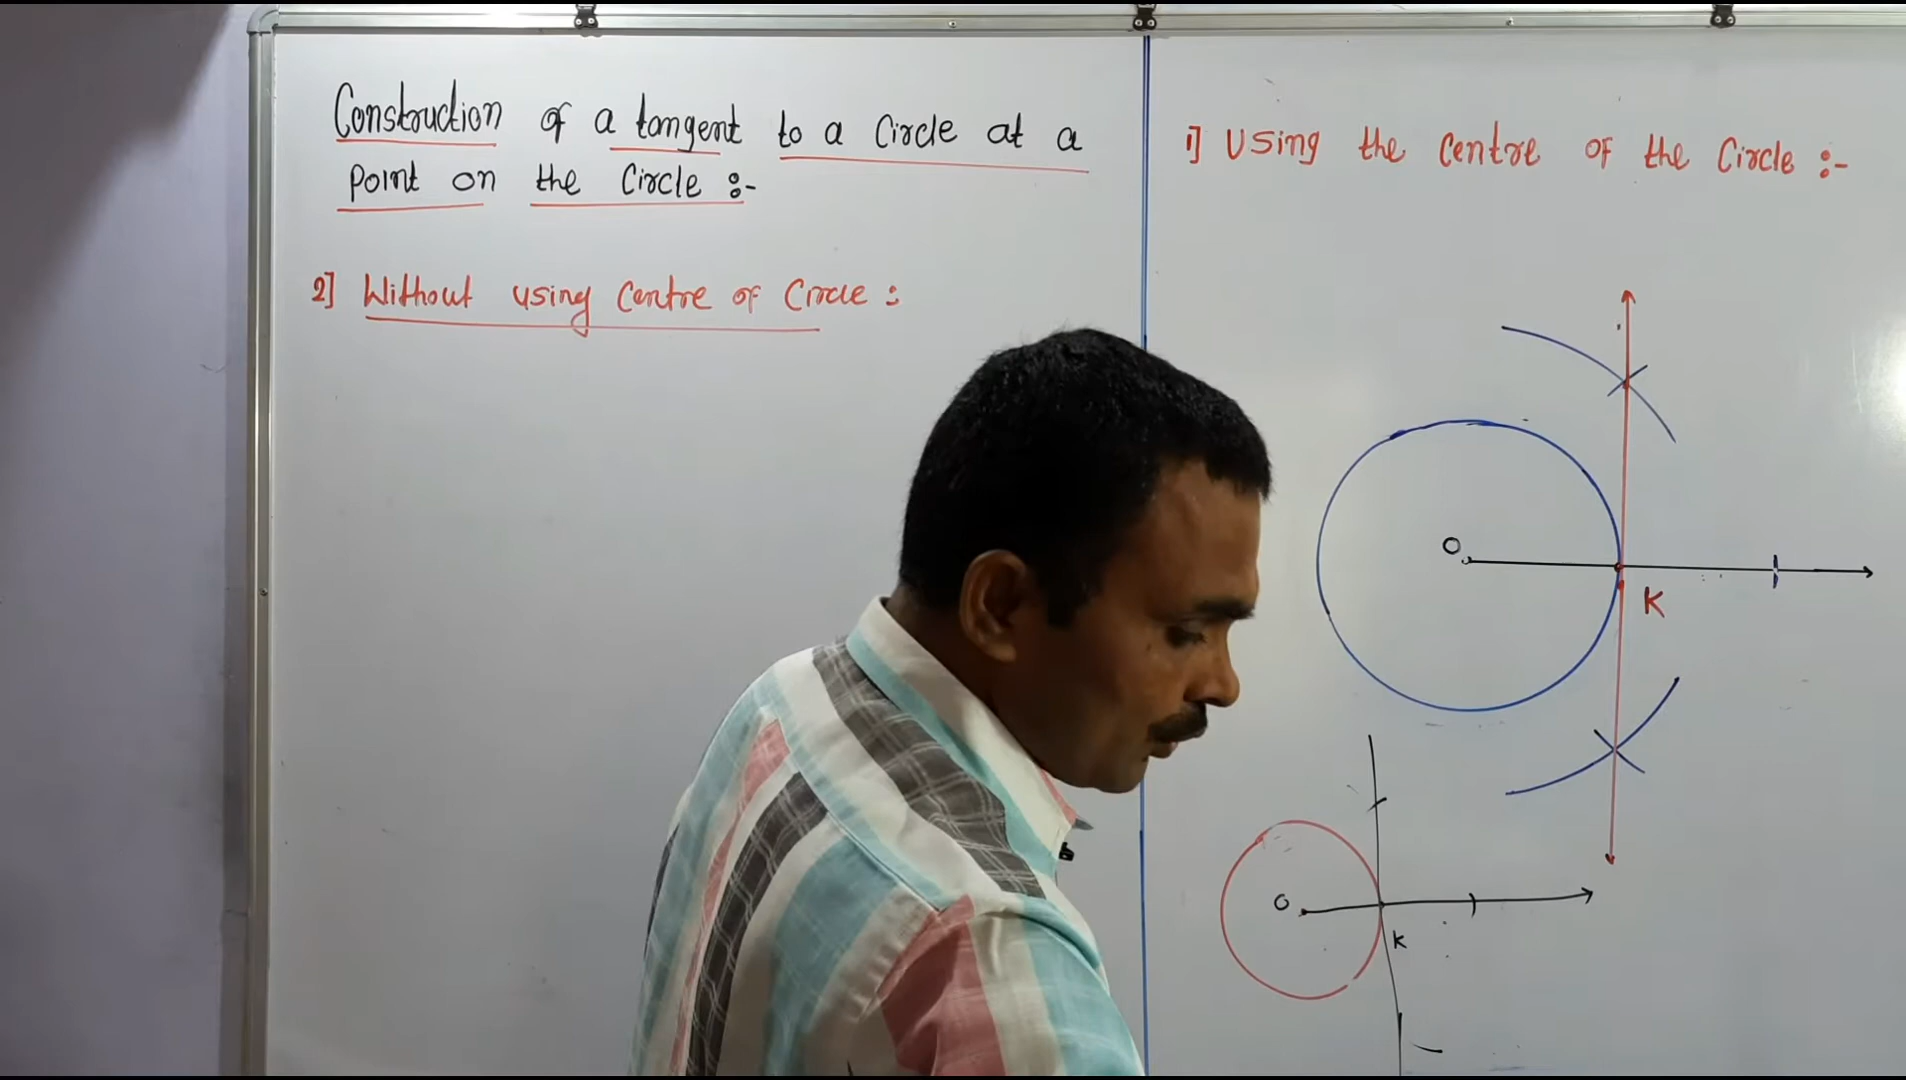 Construction of a tangent to a Circle at a
Point on the Circle :-
2] Without using Centre of Circle :
1] Using the Centre of the Circle :-
O
K
O
K